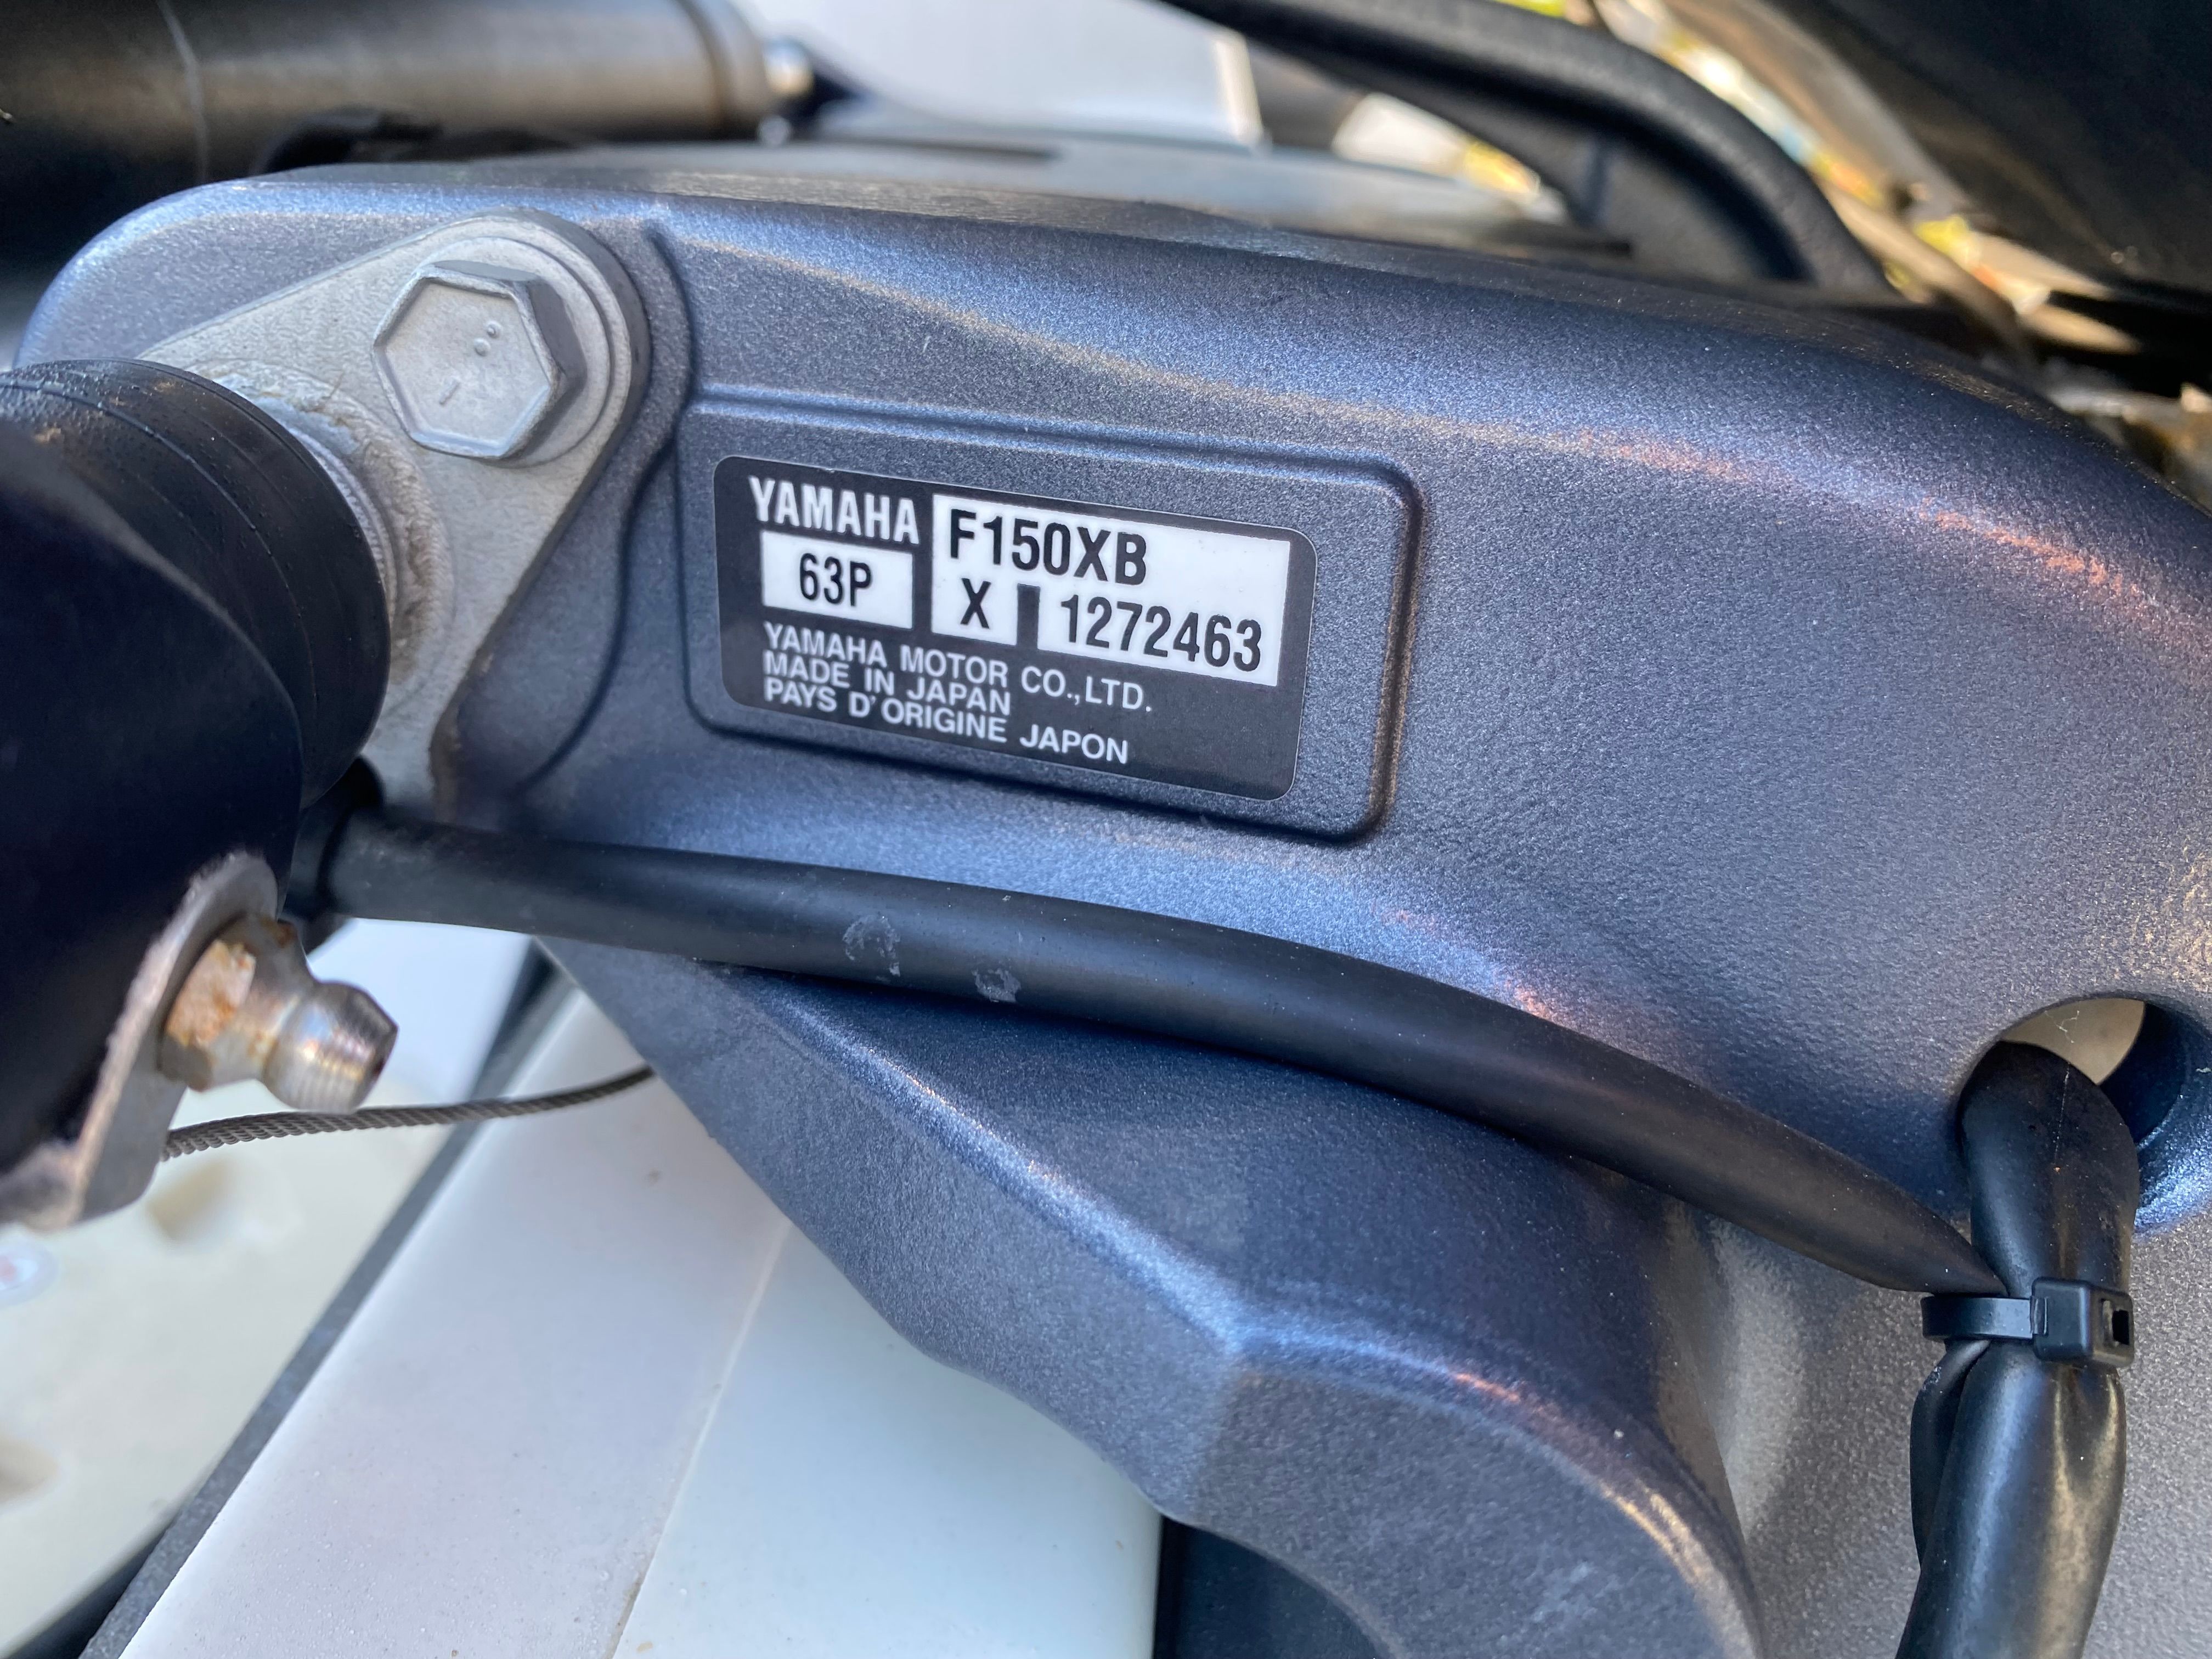 YAMAHA F150XB
63P X 1272463
YAMAHA MOTOR CO.,LTD.
MADE IN JAPAN
PAYS D'ORIGINE JAPON